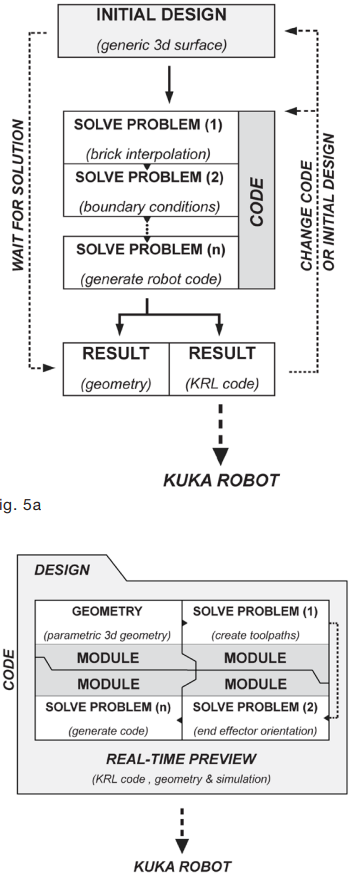 INITIAL DESIGN
(generic 3d surface)
WAIT FOR SOLUTION
SOLVE PROBLEM (1)
(brick interpolation)
SOLVE PROBLEM (2)
(boundary conditions)
SOLVE PROBLEM (n)
(generate robot code)
CODE
CHANGE CODE
OR INITIAL DESIGN
RESULT
(geometry)
RESULT
(KRL code)
KUKA ROBOT
ig. 5a
DESIGN
CODE
GEOMETRY
(parametric 3d geometry)
SOLVE PROBLEM (1)
(create toolpaths)
MODULE
MODULE
MODULE
MODULE
SOLVE PROBLEM (n)
(generate code)
SOLVE PROBLEM (2)
(end effector orientation)
REAL-TIME PREVIEW
(KRL code , geometry & simulation)
KUKA ROBOT